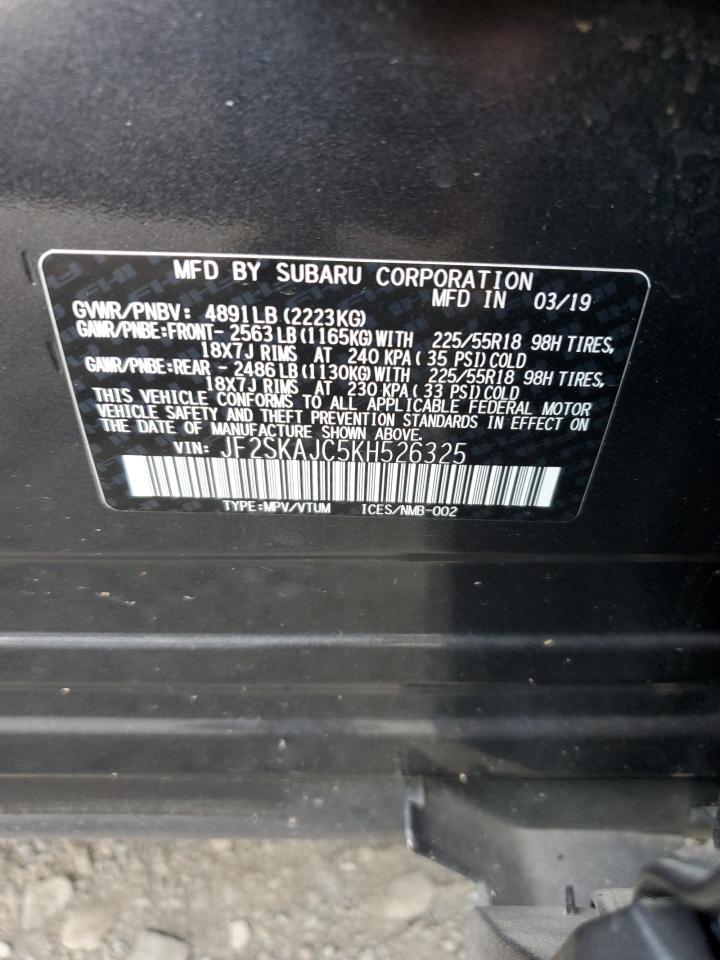 MFD BY SUBARU CORPORATION
MFD IN 03/19
GVWR/PNBV: 4891LB(2223KG)
GAWR/PNBE:FRONT- 2563LB(1165KG)WITH 225/55R18 98H TIRES,
18X7J RIMS AT 240 KPA( 35 PSI)COLD
GAWR/PNBE:REAR - 2486LB(1130KG)WITH 225/55R18 98H TIRES,
18X7J RIMS AT 230 KPA( 33 PSI)COLD
THIS VEHICLE CONFORMS TO ALL APPLICABLE FEDERAL MOTOR
VEHICLE SAFETY AND THEFT PREVENTION STANDARDS IN EFFECT ON
THE DATE OF MANUFACTURE SHOWN ABOVE.
VIN: JF2SKAJC5KH526325
TYPE:MPV/VTUM ICES/NMB-002